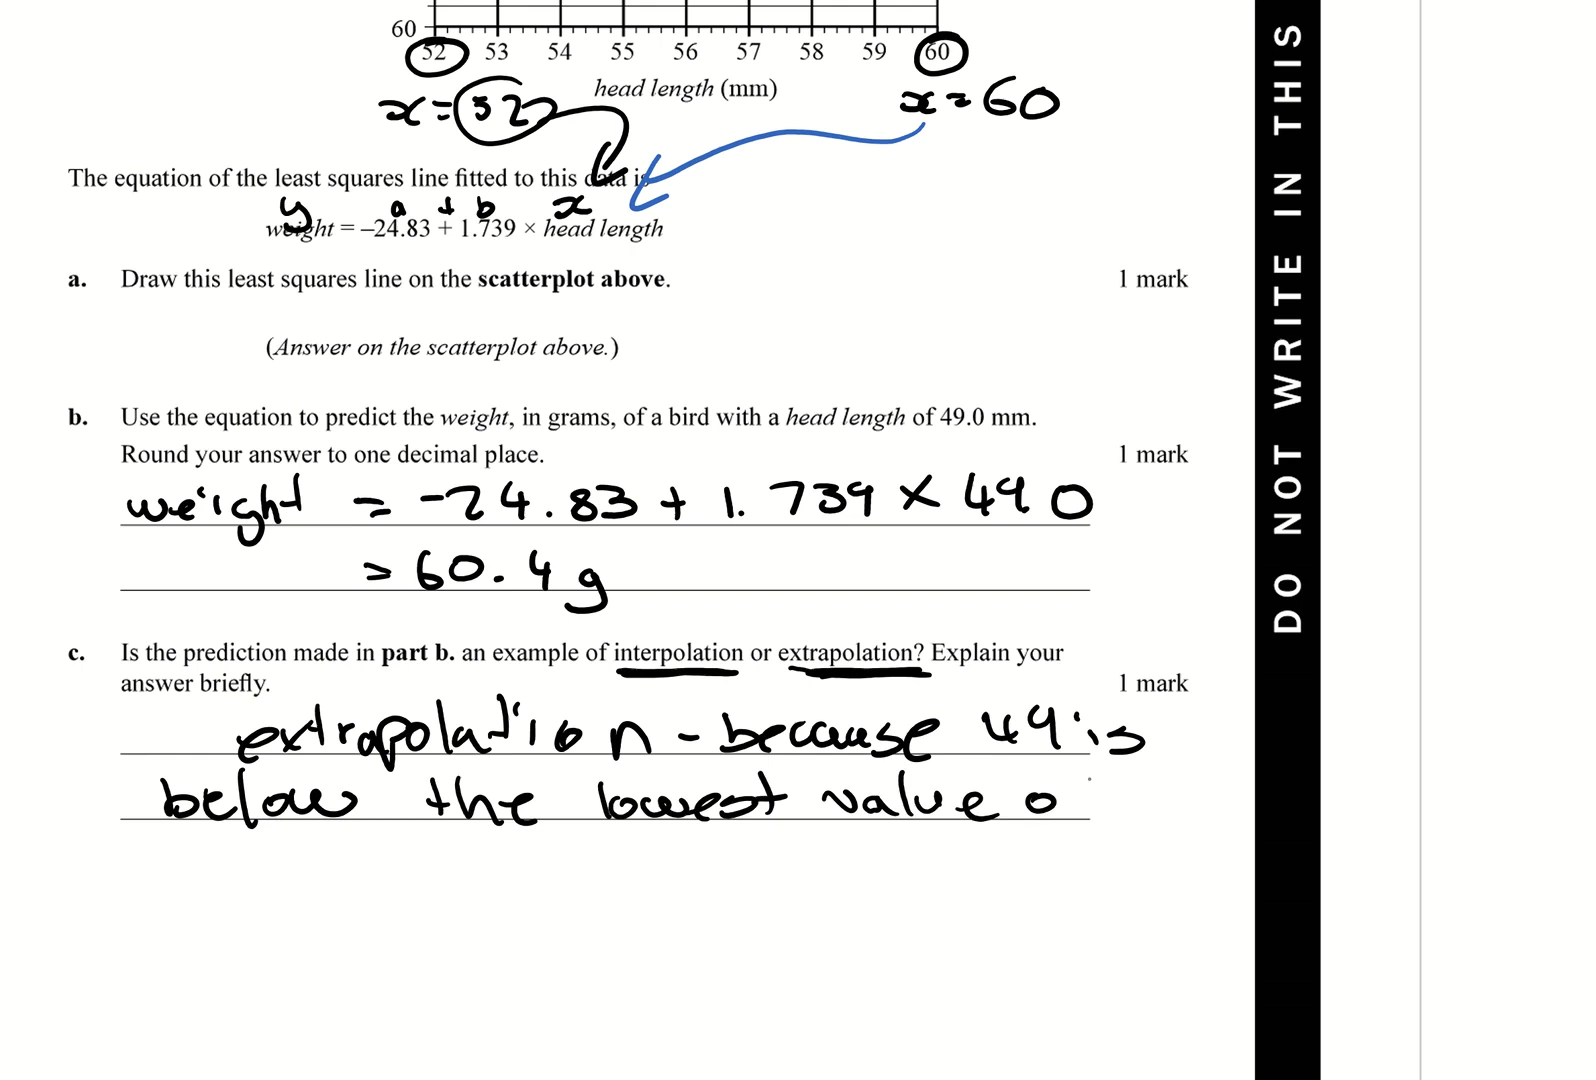 60
52 53 54 55 56 57 58 59 60
head length (mm)
x = 52 x = 60
The equation of the least squares line fitted to this data is
y a + b x
weight = –24.83 + 1.739 × head length
a. Draw this least squares line on the scatterplot above. 1 mark
(Answer on the scatterplot above.)
b. Use the equation to predict the weight, in grams, of a bird with a head length of 49.0 mm.
Round your answer to one decimal place. 1 mark
weight = -24.83 + 1.739 × 49 0
= 60.4 g
c. Is the prediction made in part b. an example of interpolation or extrapolation? Explain your
answer briefly. 1 mark
extrapolation - because 49 is
below the lowest value o
DO NOT WRITE IN THIS